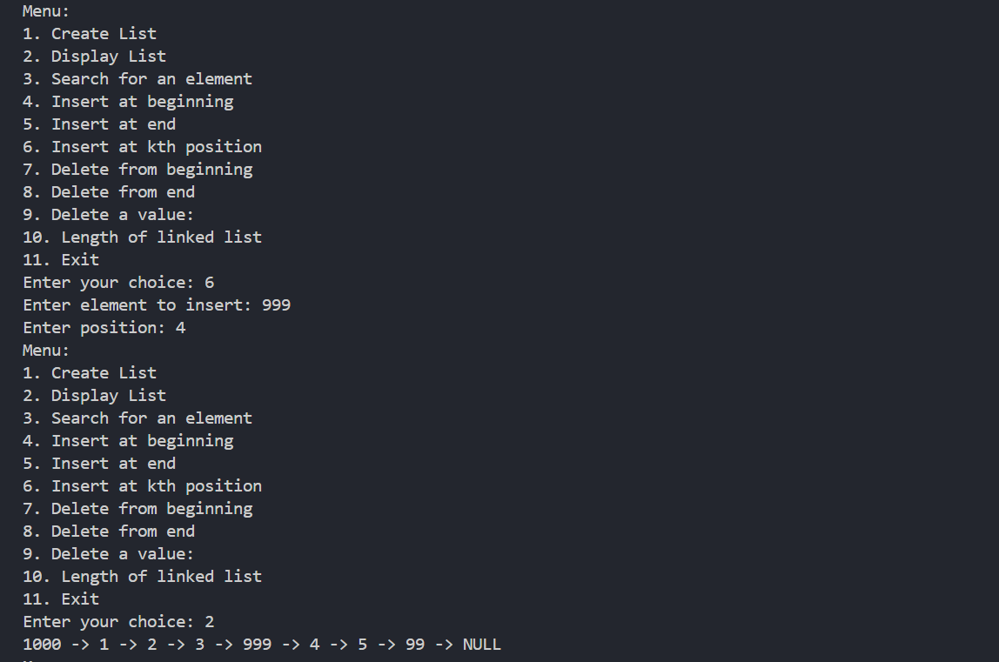 Menu:
1. Create List
2. Display List
3. Search for an element
4. Insert at beginning
5. Insert at end
6. Insert at kth position
7. Delete from beginning
8. Delete from end
9. Delete a value:
10. Length of linked list
11. Exit
Enter your choice: 6
Enter element to insert: 999
Enter position: 4
Menu:
1. Create List
2. Display List
3. Search for an element
4. Insert at beginning
5. Insert at end
6. Insert at kth position
7. Delete from beginning
8. Delete from end
9. Delete a value:
10. Length of linked list
11. Exit
Enter your choice: 2
1000 -> 1 -> 2 -> 3 -> 999 -> 4 -> 5 -> 99 -> NULL